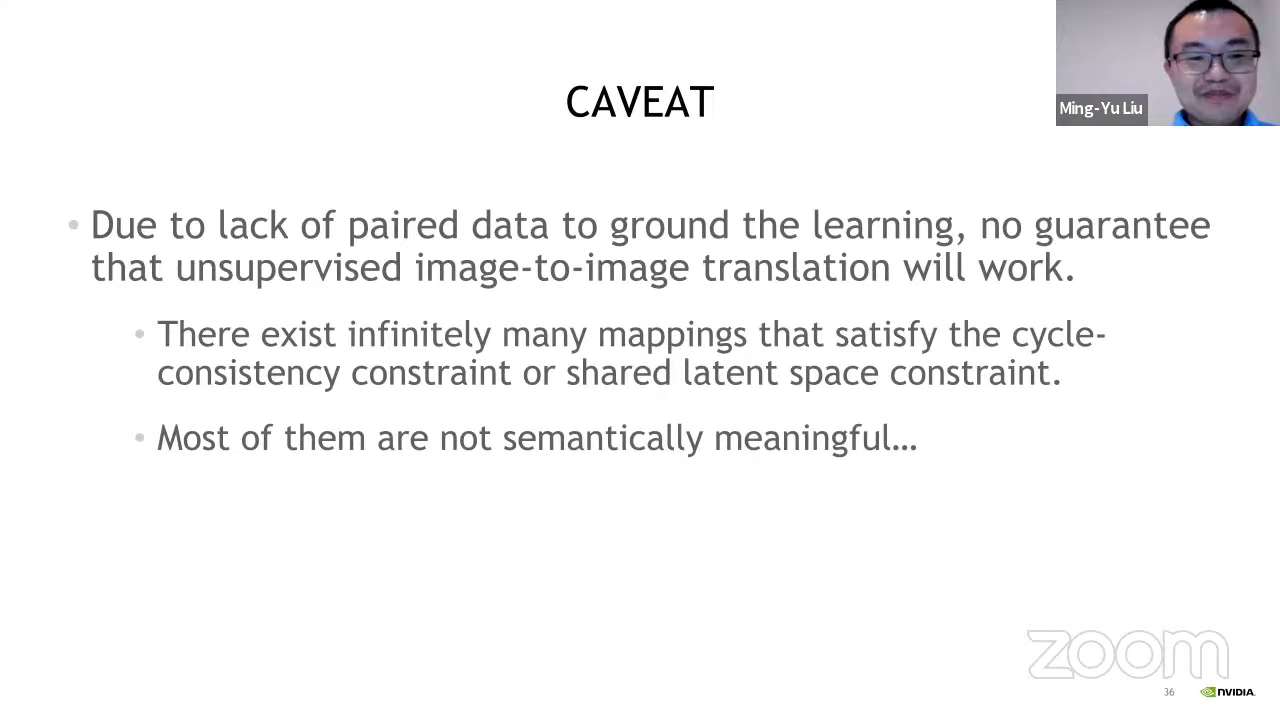 CAVEAT
Ming-Yu Liu
• Due to lack of paired data to ground the learning, no guarantee
that unsupervised image-to-image translation will work.
• There exist infinitely many mappings that satisfy the cycle-
consistency constraint or shared latent space constraint.
• Most of them are not semantically meaningful…
zoom
36
NVIDIA.